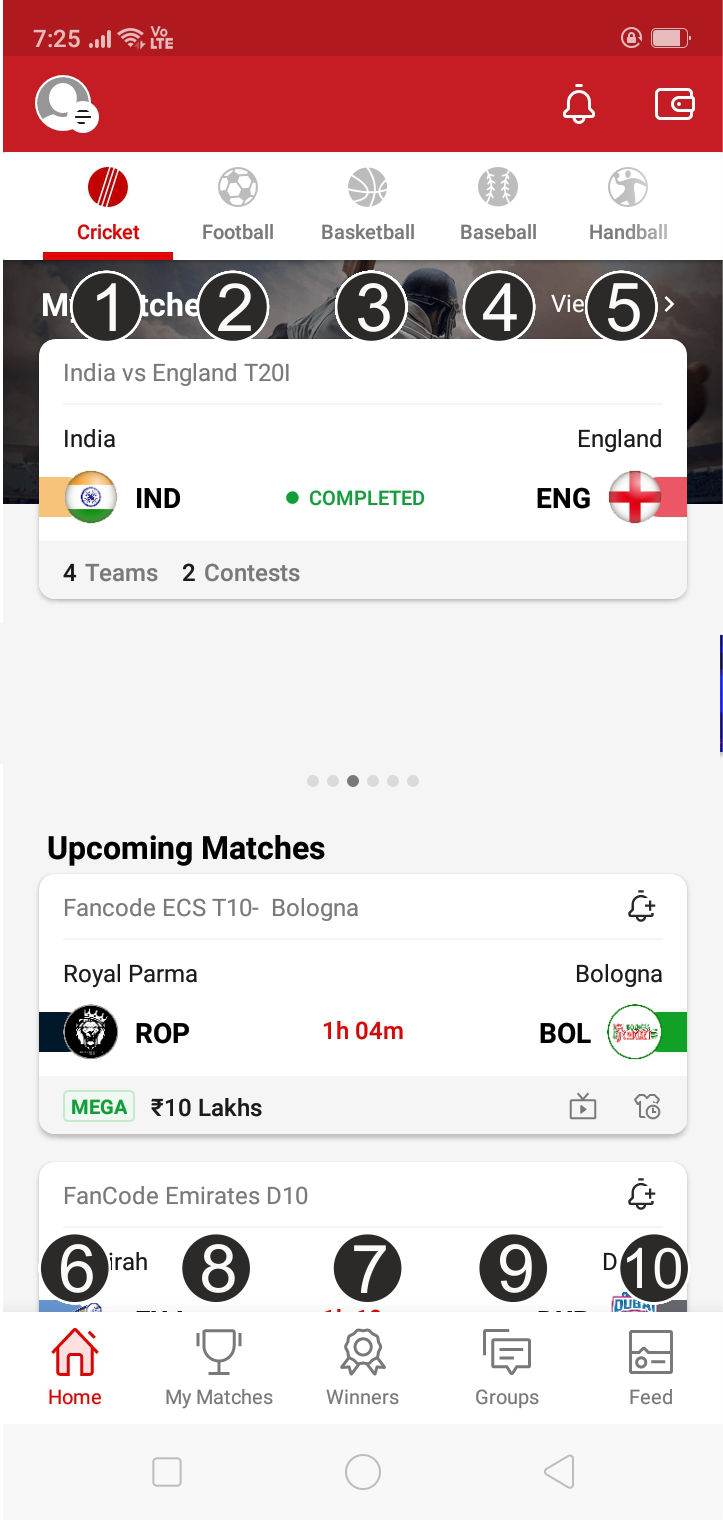 7:25 Vo LTE
Cricket Football Basketball Baseball Handball
1 2 3 4 5
India vs England T20I
India England
IND COMPLETED ENG
4 Teams 2 Contests
Upcoming Matches
Fancode ECS T10- Bologna
Royal Parma Bologna
ROP 1h 04m BOL
MEGA ₹10 Lakhs
FanCode Emirates D10
6 8 7 9 10
DUBAI
Home My Matches Winners Groups Feed